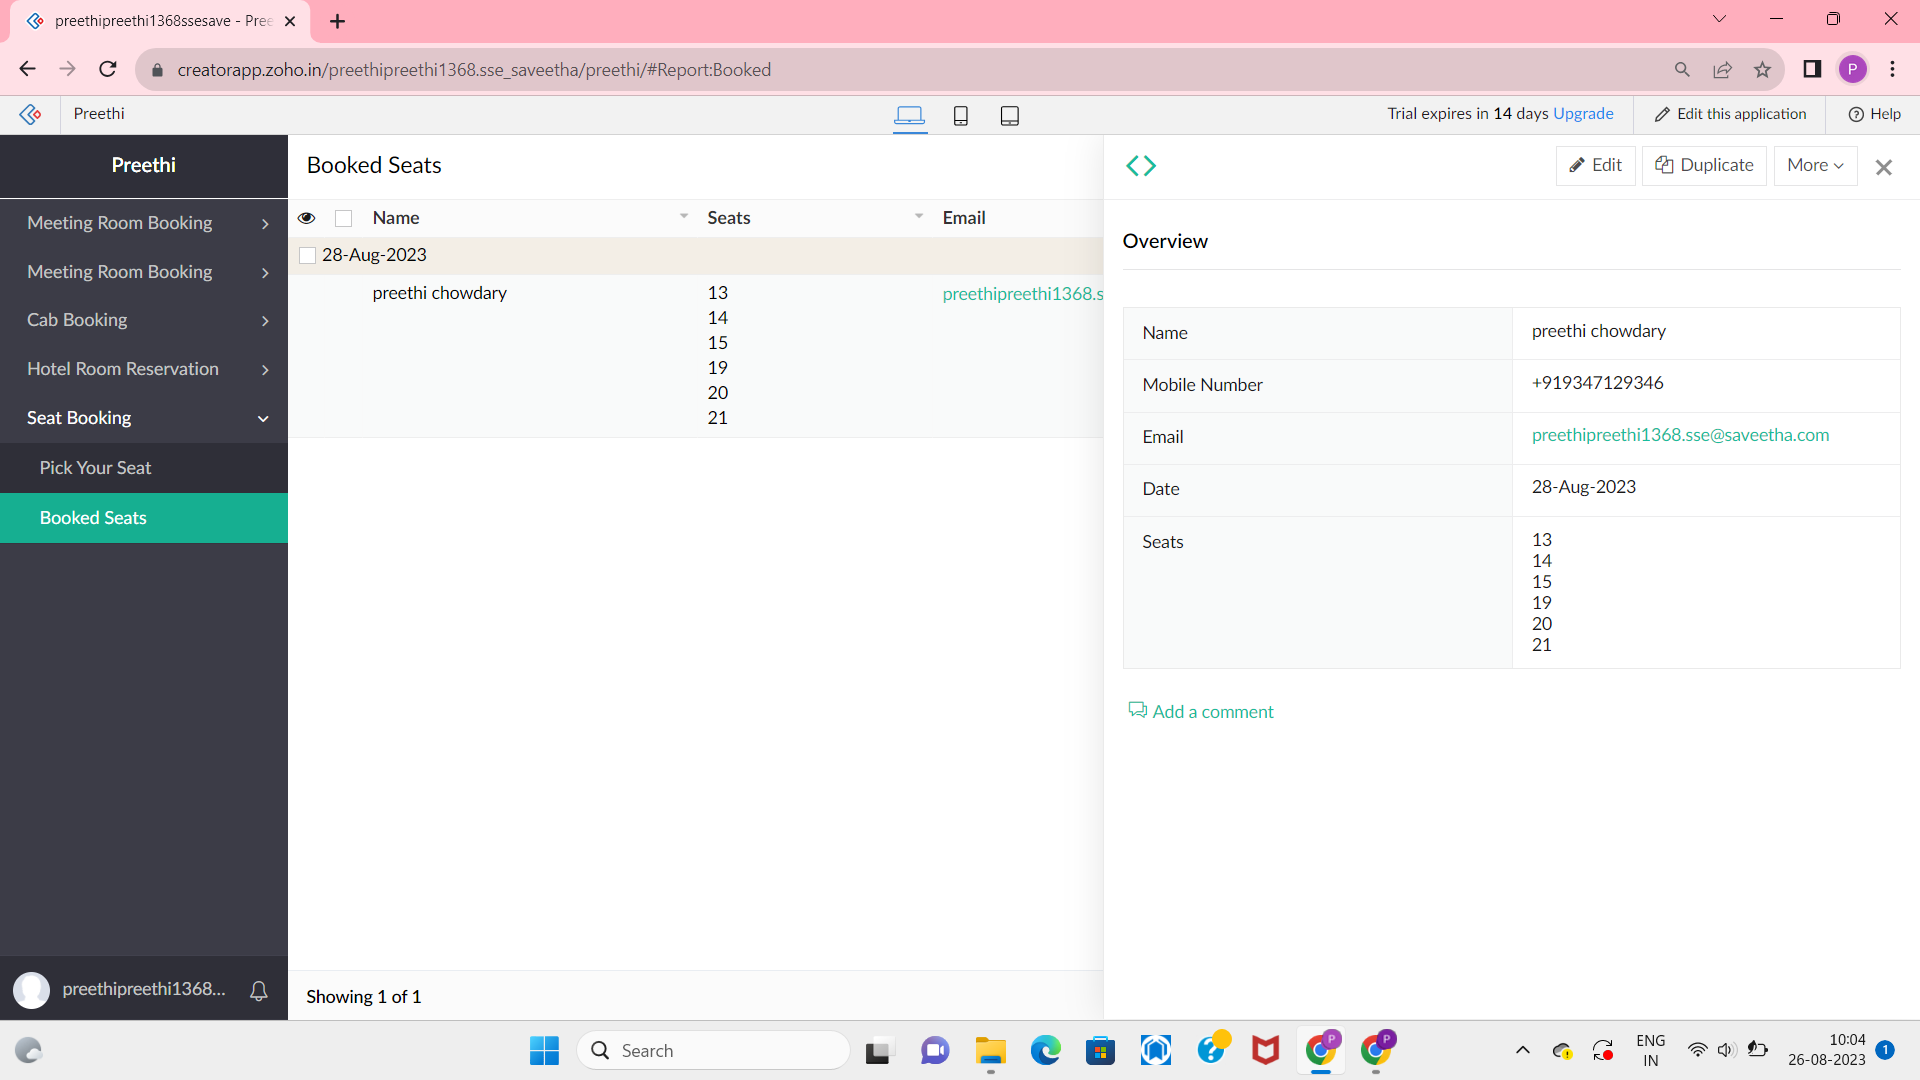 preethipreethi1368ssesave - Pree
creatorapp.zoho.in/preethipreethi1368.sse_saveetha/preethi/#Report:Booked
P
Preethi
Trial expires in 14 days Upgrade
Edit this application
Help
Preethi
Meeting Room Booking
Meeting Room Booking
Cab Booking
Hotel Room Reservation
Seat Booking
Pick Your Seat
Booked Seats
preethipreethi1368...
Booked Seats
Name Seats Email
28-Aug-2023
preethi chowdary 13 preethipreethi1368.s
14
15
19
20
21
Showing 1 of 1
Edit Duplicate More
Overview
Name preethi chowdary
Mobile Number +919347129346
Email preethipreethi1368.sse@saveetha.com
Date 28-Aug-2023
Seats 13
14
15
19
20
21
Add a comment
Search
P
P
ENG
IN
10:04
26-08-2023
1